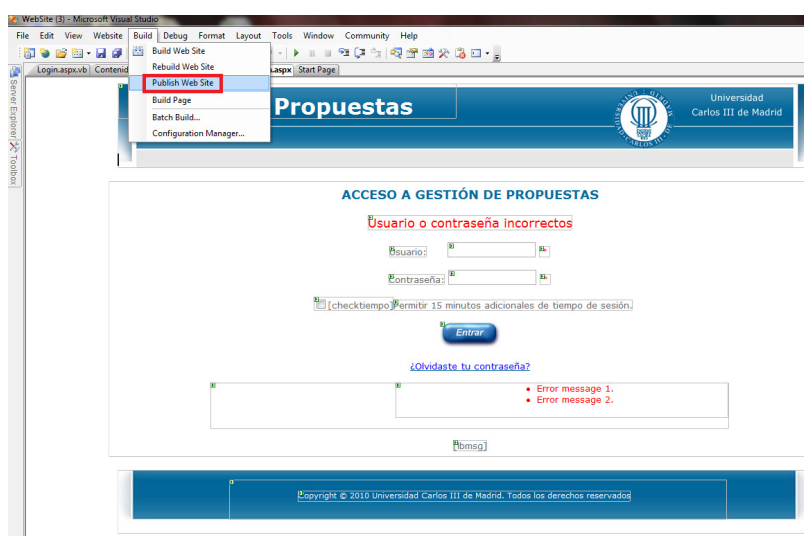 WebSite (3) - Microsoft Visual Studio
File Edit View Website Build Debug Format Layout Tools Window Community Help
Build Web Site
Rebuild Web Site
Publish Web Site
Build Page
Batch Build...
Configuration Manager...
Login.aspx.vb Contenid .aspx Start Page
Server Explorer
Toolbox
Propuestas
Universidad
Carlos III de Madrid
ACCESO A GESTIÓN DE PROPUESTAS
Usuario o contraseña incorrectos
Usuario:
Contraseña:
[checktiempo] Permitir 15 minutos adicionales de tiempo de sesión.
Entrar
¿Olvidaste tu contraseña?
• Error message 1.
• Error message 2.
[lbmsg]
Copyright © 2010 Universidad Carlos III de Madrid. Todos los derechos reservados